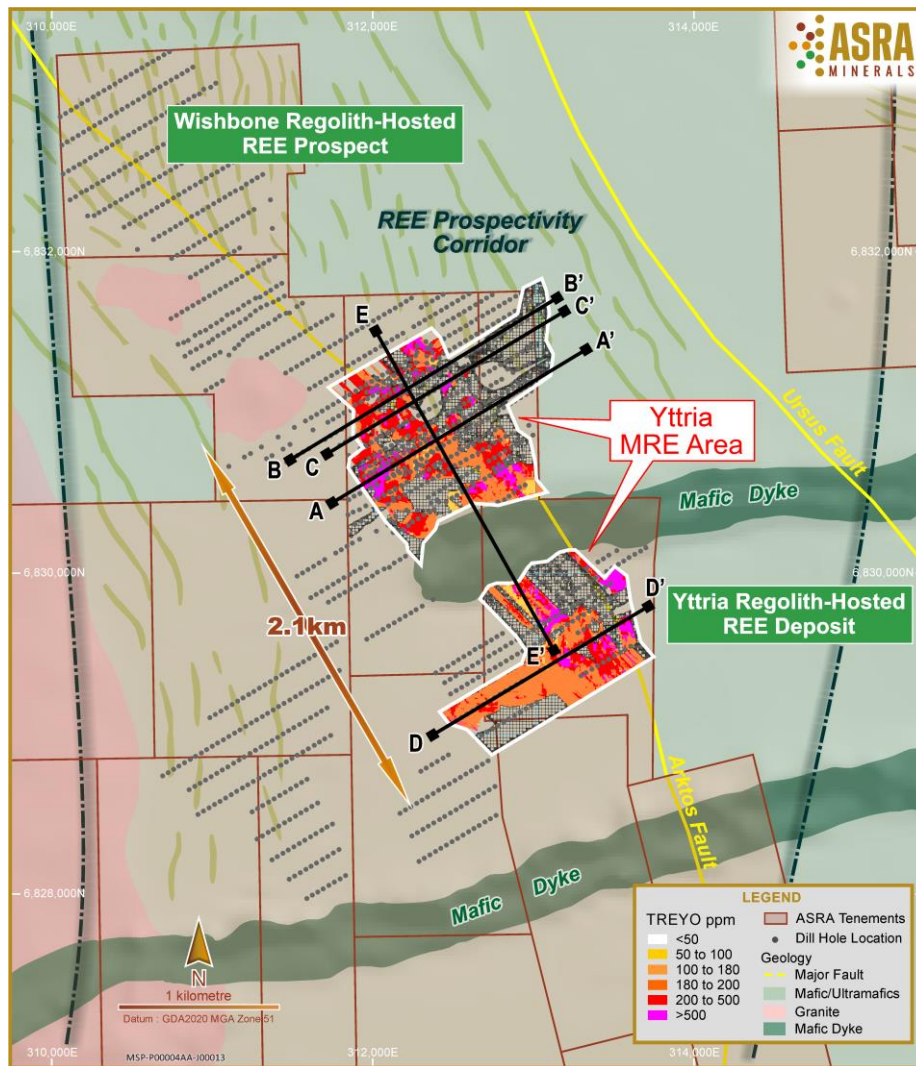 310,000E
312,000E
314,000E
ASRA
MINERALS
Wishbone Regolith-Hosted
REE Prospect
REE Prospectivity
Corridor
6,832,000N
6,832,000N
B'
C'
E
A'
Ursus Fault
Yttria
MRE Area
B
C
A
Mafic Dyke
6,830,000N
6,830,000N
D'
Yttria Regolith-Hosted
REE Deposit
2.1km
E'
D
Arktos Fault
6,828,000N
Mafic Dyke
LEGEND
TREYO ppm
<50
50 to 100
100 to 180
180 to 200
200 to 500
>500
ASRA Tenements
Dill Hole Location
Geology
Major Fault
Mafic/Ultramafics
Granite
Mafic Dyke
N
1 kilometre
Datum : GDA2020 MGA Zone 51
MSP-P00004AA-J00013
310,000E
312,000E
314,000E